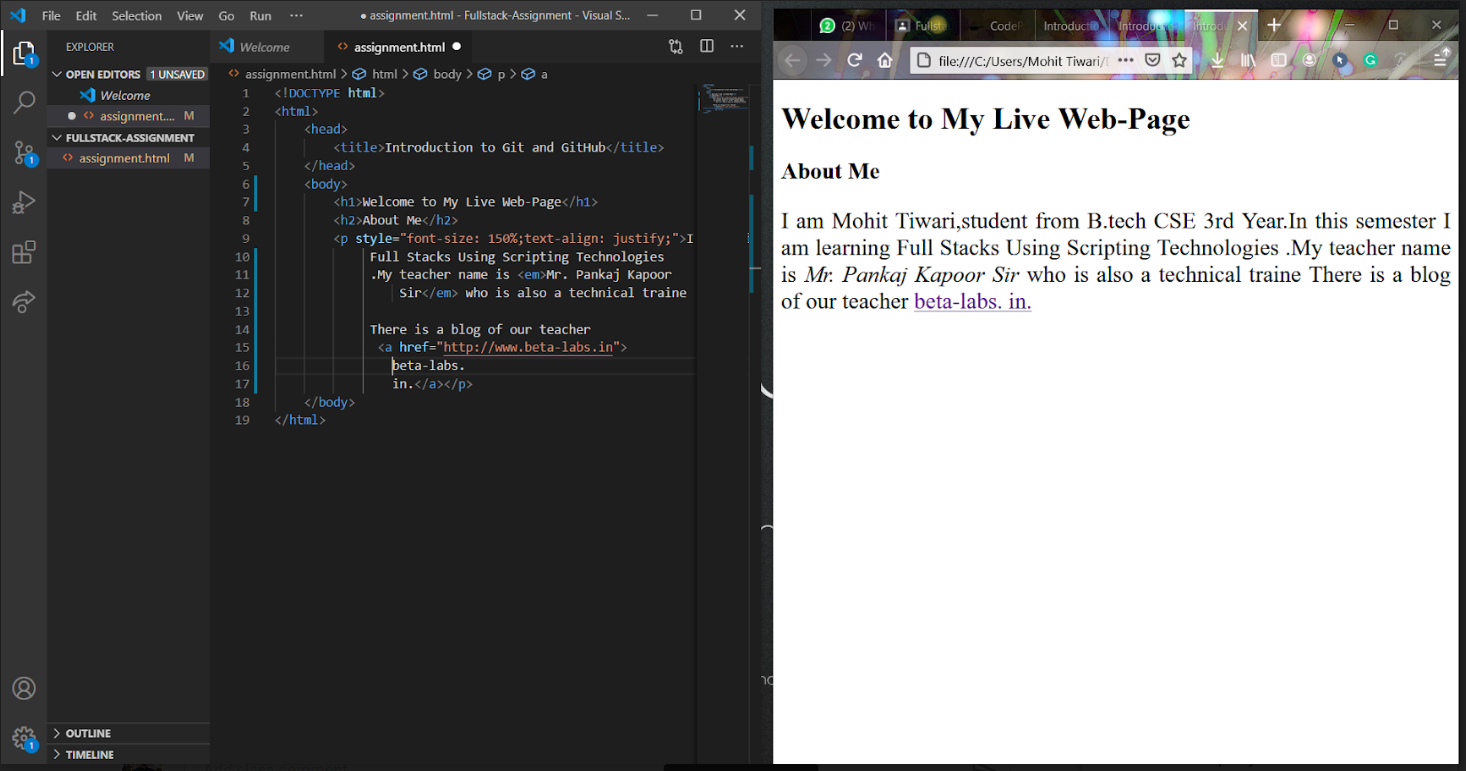 File Edit Selection View Go Run ··· ● assignment.html - Fullstack-Assignment - Visual S...
EXPLORER
OPEN EDITORS 1 UNSAVED
Welcome
assignment.... M
FULLSTACK-ASSIGNMENT
assignment.html M
OUTLINE
TIMELINE
1
1
1
Welcome <> assignment.html ●
<> assignment.html > html > body > p > a
1 <!DOCTYPE html>
2 <html>
3 <head>
4 <title>Introduction to Git and GitHub</title>
5 </head>
6 <body>
7 <h1>Welcome to My Live Web-Page</h1>
8 <h2>About Me</h2>
9 <p style="font-size: 150%;text-align: justify;">I
10 Full Stacks Using Scripting Technologies
11 .My teacher name is <em>Mr. Pankaj Kapoor
12 Sir</em> who is also a technical traine
13
14 There is a blog of our teacher
15 <a href="http://www.beta-labs.in">
16 beta-labs.
17 in.</a></p>
18 </body>
19 </html>
2 (2) Wh Fullst CodeP Introductio Introduc Introd
file:///C:/Users/Mohit Tiwari/ ···
Welcome to My Live Web-Page
About Me
I am Mohit Tiwari,student from B.tech CSE 3rd Year.In this semester I
am learning Full Stacks Using Scripting Technologies .My teacher name
is Mr. Pankaj Kapoor Sir who is also a technical traine There is a blog
of our teacher beta-labs. in.